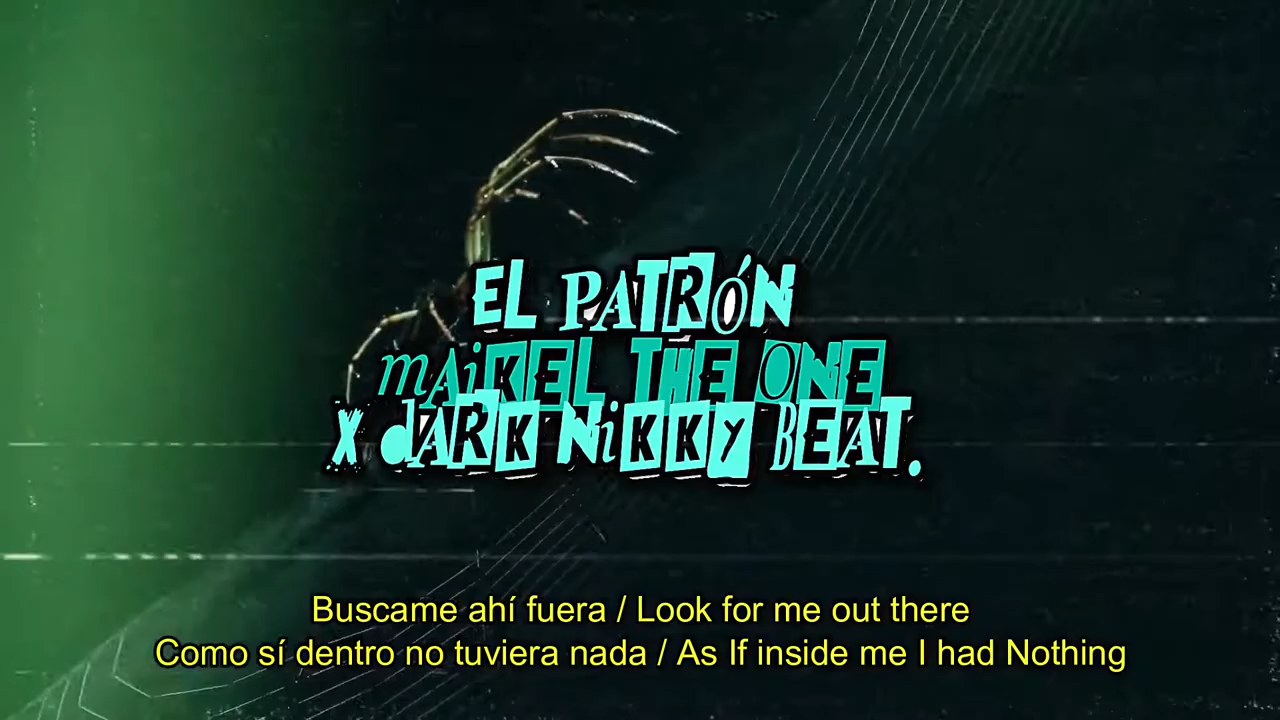 EL PATRÓN
mAiKEL THE ONE
X dARK NiKKY BEAT.
Buscame ahí fuera / Look for me out there
Como sí dentro no tuviera nada / As If inside me I had Nothing